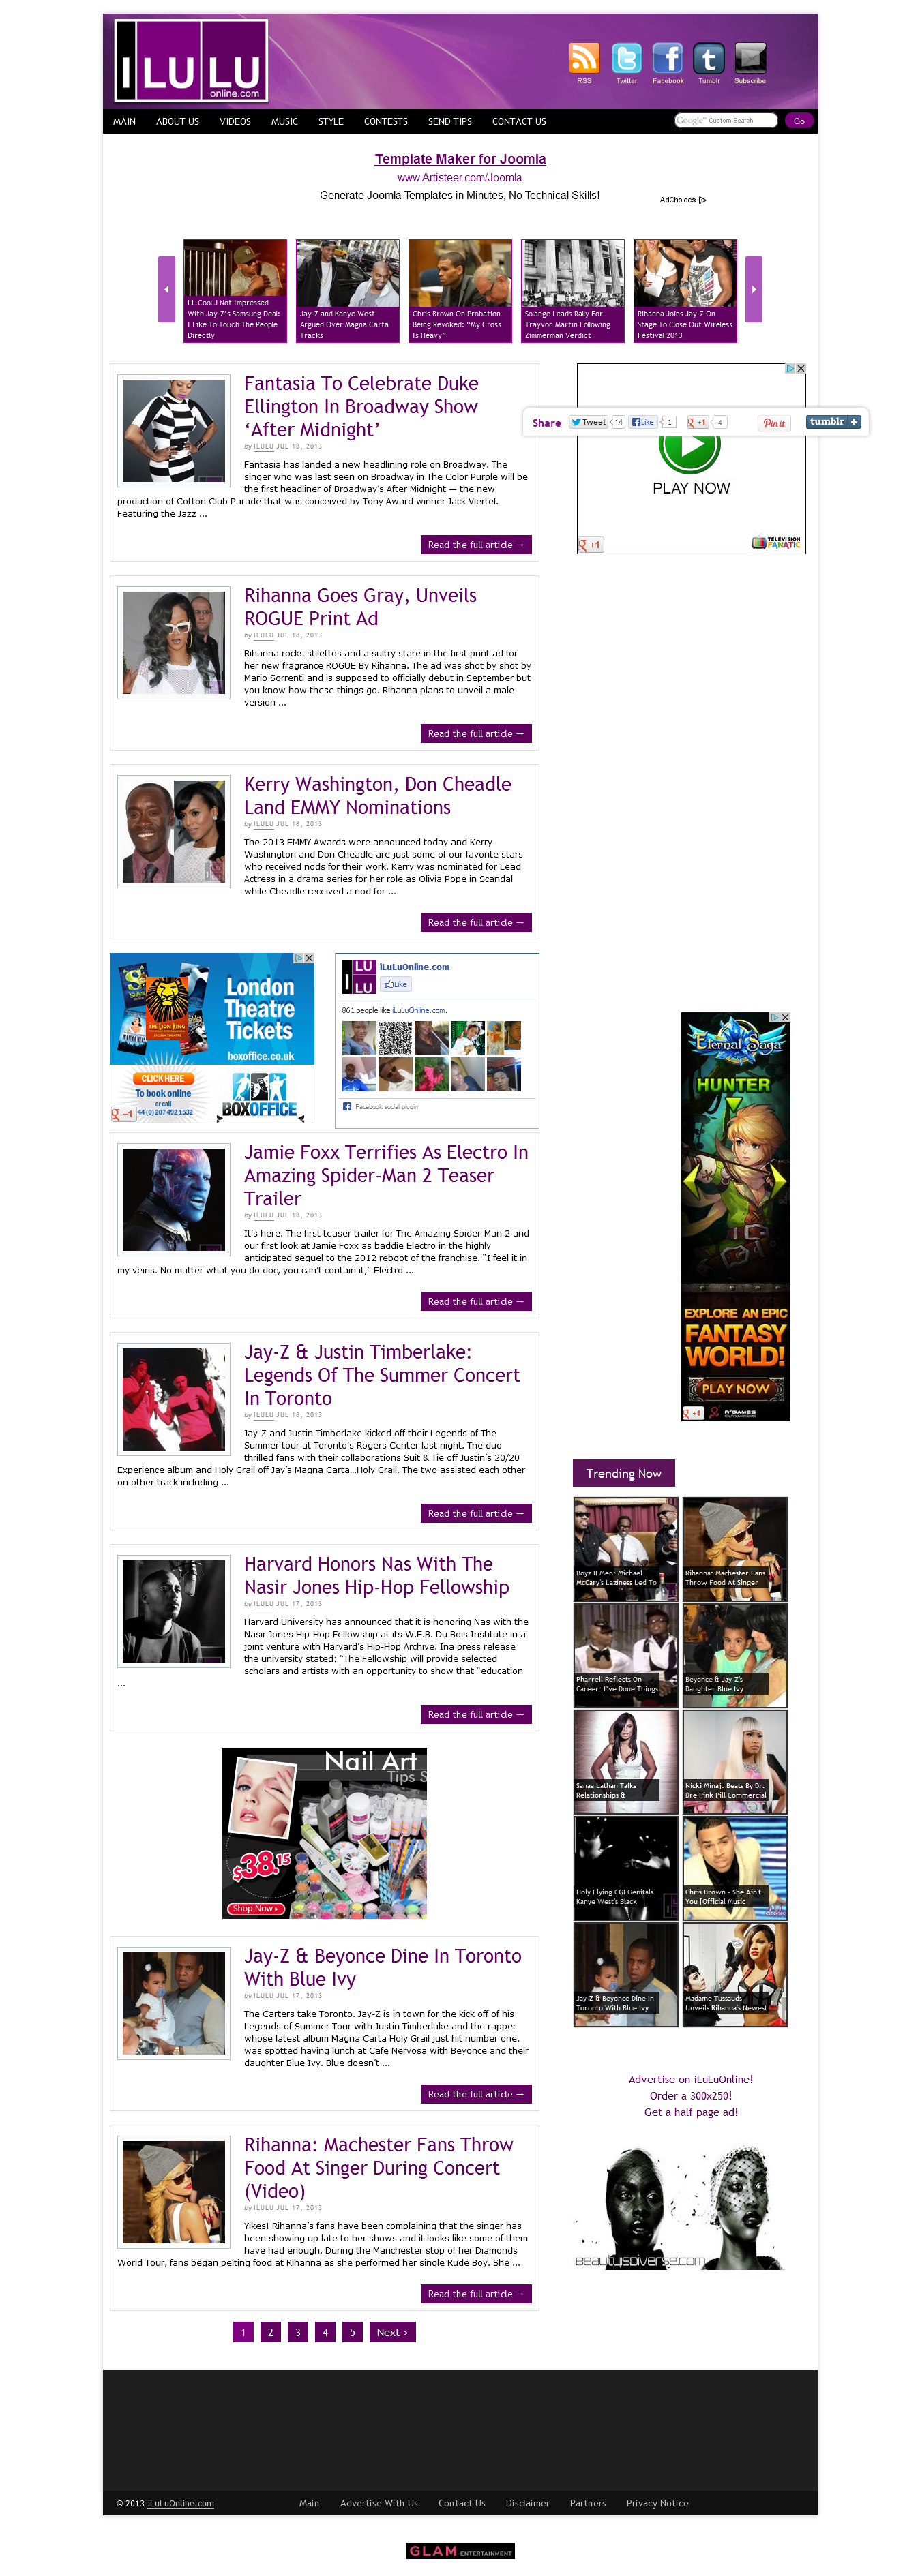 ILULU
online.com
RSS Twitter Facebook Tumblr Subscribe
MAIN ABOUT US VIDEOS MUSIC STYLE CONTESTS SEND TIPS CONTACT US
Google™ Custom Search Go
Template Maker for Joomla
www.Artisteer.com/Joomla
Generate Joomla Templates in Minutes, No Technical Skills!
AdChoices
LL Cool J Not Impressed
With Jay-Z's Samsung Deal:
I Like To Touch The People
Directly
Jay-Z and Kanye West
Argued Over Magna Carta
Tracks
Chris Brown On Probation
Being Revoked: “My Cross
Is Heavy”
Solange Leads Rally For
Trayvon Martin Following
Zimmerman Verdict
Rihanna Joins Jay-Z On
Stage To Close Out Wireless
Festival 2013
Share Tweet 14 Like 1 +1 4 Pin it tumblr +
PLAY NOW
+1
TELEVISION
FANATIC
Fantasia To Celebrate Duke
Ellington In Broadway Show
‘After Midnight’
by ILULU JUL 18, 2013
Fantasia has landed a new headlining role on Broadway. The
singer who was last seen on Broadway in The Color Purple will be
the first headliner of Broadway’s After Midnight — the new
production of Cotton Club Parade that was conceived by Tony Award winner Jack Viertel.
Featuring the Jazz ...
Read the full article →
Rihanna Goes Gray, Unveils
ROGUE Print Ad
by ILULU JUL 18, 2013
Rihanna rocks stilettos and a sultry stare in the first print ad for
her new fragrance ROGUE By Rihanna. The ad was shot by shot by
Mario Sorrenti and is supposed to officially debut in September but
you know how these things go. Rihanna plans to unveil a male
version ...
Read the full article →
Kerry Washington, Don Cheadle
Land EMMY Nominations
by ILULU JUL 18, 2013
The 2013 EMMY Awards were announced today and Kerry
Washington and Don Cheadle are just some of our favorite stars
who received nods for their work. Kerry was nominated for Lead
Actress in a drama series for her role as Olivia Pope in Scandal
while Cheadle received a nod for ...
Read the full article →
London
Theatre
Tickets
boxoffice.co.uk
THE LION KING
CLICK HERE
To book online
or call
+44 (0) 207 492 1532
BOXOFFICE
+1
iLuLuOnline.com
Like
861 people like iLuLuOnline.com.
Facebook social plugin
Eternal Saga
HUNTER
EXPLORE AN EPIC
FANTASY
WORLD!
PLAY NOW
+1 R2GAMES
Jamie Foxx Terrifies As Electro In
Amazing Spider-Man 2 Teaser
Trailer
by ILULU JUL 18, 2013
It’s here. The first teaser trailer for The Amazing Spider-Man 2 and
our first look at Jamie Foxx as baddie Electro in the highly
anticipated sequel to the 2012 reboot of the franchise. “I feel it in
my veins. No matter what you do doc, you can’t contain it,” Electro ...
Read the full article →
Jay-Z & Justin Timberlake:
Legends Of The Summer Concert
In Toronto
by ILULU JUL 18, 2013
Jay-Z and Justin Timberlake kicked off their Legends of The
Summer tour at Toronto’s Rogers Center last night. The duo
thrilled fans with their collaborations Suit & Tie off Justin’s 20/20
Experience album and Holy Grail off Jay’s Magna Carta...Holy Grail. The two assisted each other
on other track including ...
Read the full article →
Harvard Honors Nas With The
Nasir Jones Hip-Hop Fellowship
by ILULU JUL 17, 2013
Harvard University has announced that it is honoring Nas with the
Nasir Jones Hip-Hop Fellowship at its W.E.B. Du Bois Institute in a
joint venture with Harvard’s Hip-Hop Archive. Ina press release
the university stated: “The Fellowship will provide selected
scholars and artists with an opportunity to show that “education
...
Read the full article →
Nail Art
Tips S
$38.15
Shop Now
Jay-Z & Beyonce Dine In Toronto
With Blue Ivy
by ILULU JUL 17, 2013
The Carters take Toronto. Jay-Z is in town for the kick off of his
Legends of Summer Tour with Justin Timberlake and the rapper
whose latest album Magna Carta Holy Grail just hit number one,
was spotted having lunch at Cafe Nervosa with Beyonce and their
daughter Blue Ivy. Blue doesn’t ...
Read the full article →
Rihanna: Machester Fans Throw
Food At Singer During Concert
(Video)
by ILULU JUL 17, 2013
Yikes! Rihanna’s fans have been complaining that the singer has
been showing up late to her shows and it looks like some of them
have had enough. During the Manchester stop of her Diamonds
World Tour, fans began pelting food at Rihanna as she performed her single Rude Boy. She ...
Read the full article →
1 2 3 4 5 Next >
Trending Now
Boyz II Men: Michael
McCary's Laziness Led To
Rihanna: Machester Fans
Throw Food At Singer
Pharrell Reflects On
Career: I've Done Things
Beyonce & Jay-Z's
Daughter Blue Ivy
Sanaa Lathan Talks
Relationships &
Nicki Minaj: Beats By Dr.
Dre Pink Pill Commercial
Holy Flying CGI Genitals
Kanye West's Black
Chris Brown - She Ain't
You [Official Music
Jay-Z & Beyonce Dine In
Toronto With Blue Ivy
Madame Tussauds
Unveils Rihanna's Newest
Advertise on iLuLuOnline!
Order a 300x250!
Get a half page ad!
BEAUTYISDIVERSE.COM
© 2013 iLuLuOnline.com
Main Advertise With Us Contact Us Disclaimer Partners Privacy Notice
GLAM ENTERTAINMENT